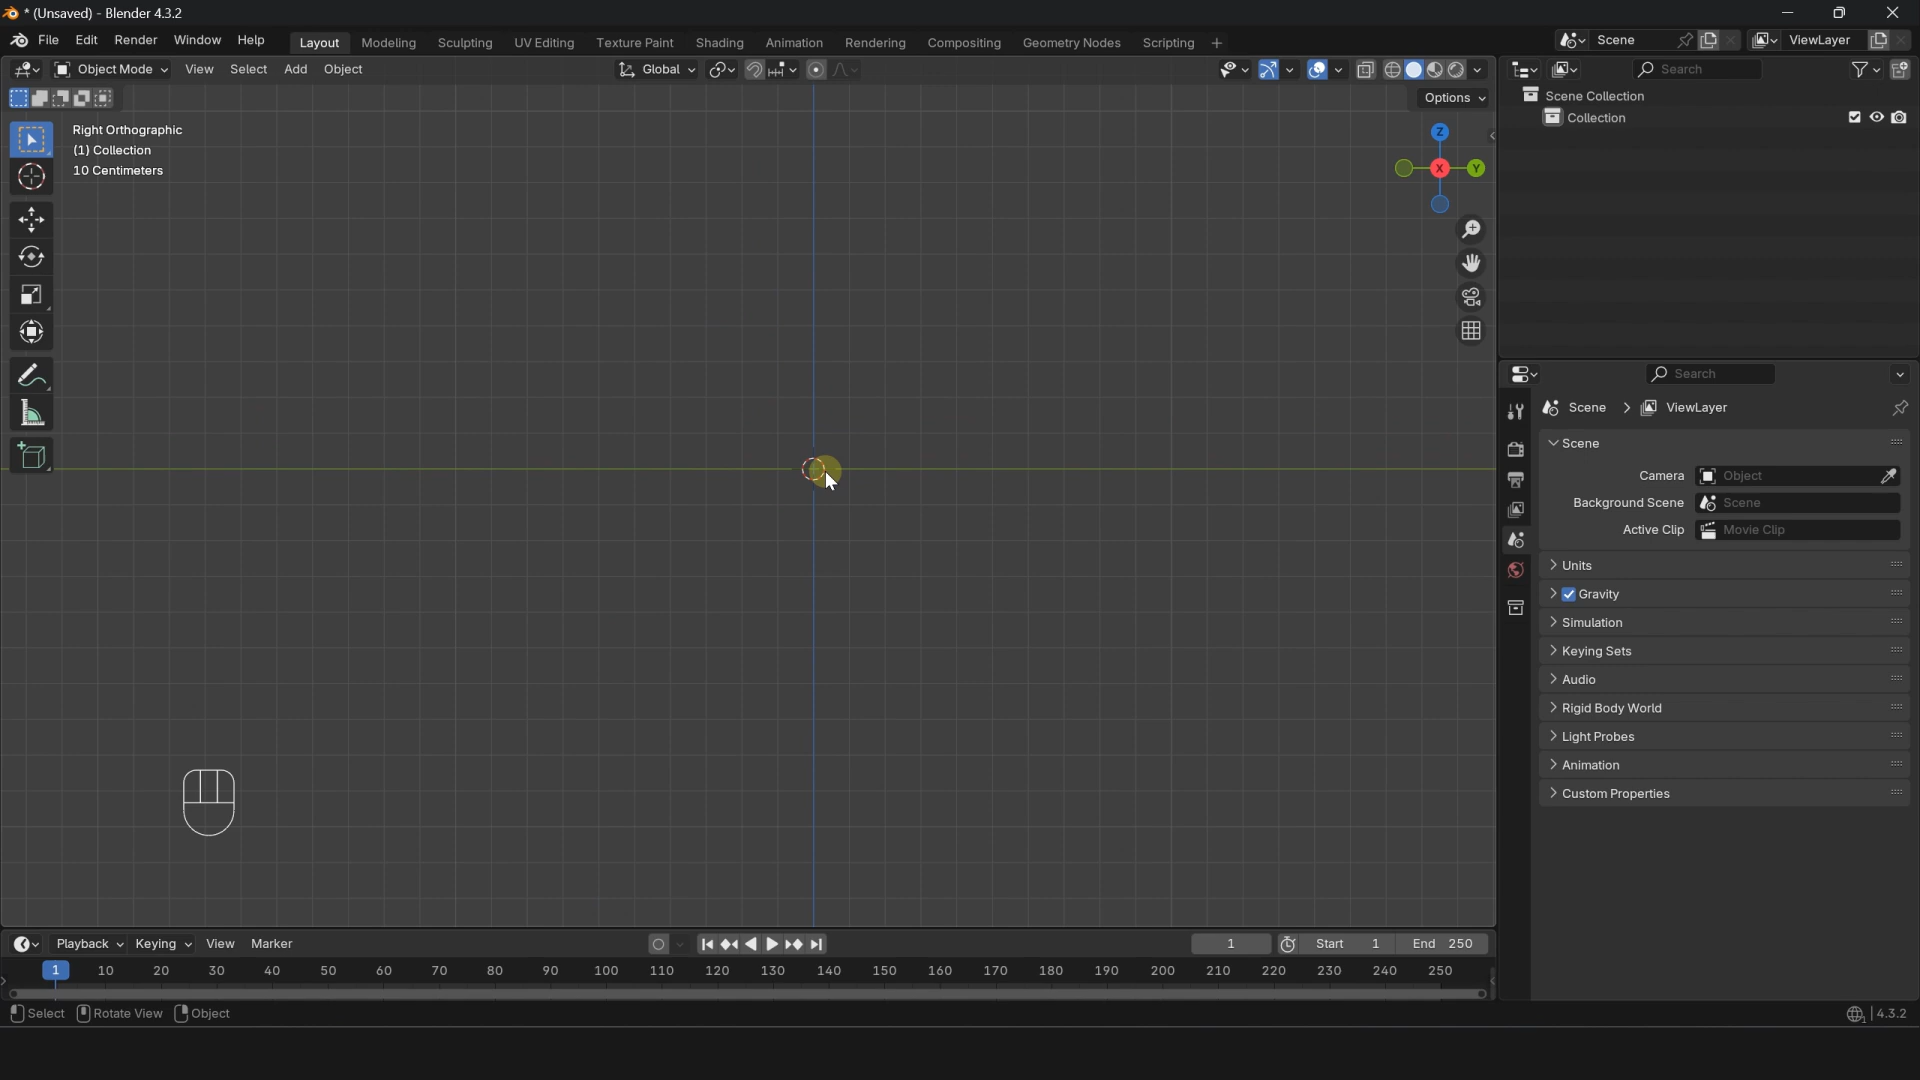 * (Unsaved) - Blender 4.3.2
File Edit Render Window Help Layout Modeling Sculpting UV Editing Texture Paint Shading Animation Rendering Compositing Geometry Nodes Scripting + Scene ViewLayer
Object Mode View Select Add Object Global Search
Options
Right Orthographic
(1) Collection
10 Centimeters
Z
X
Y
Scene Collection
Collection
Search
Scene ViewLayer
Scene
Camera Object
Background Scene Scene
Active Clip Movie Clip
Units
Gravity
Simulation
Keying Sets
Audio
Rigid Body World
Light Probes
Animation
Custom Properties
Playback Keying View Marker 1 Start 1 End 250
1 10 20 30 40 50 60 70 80 90 100 110 120 130 140 150 160 170 180 190 200 210 220 230 240 250
Select Rotate View Object 4.3.2